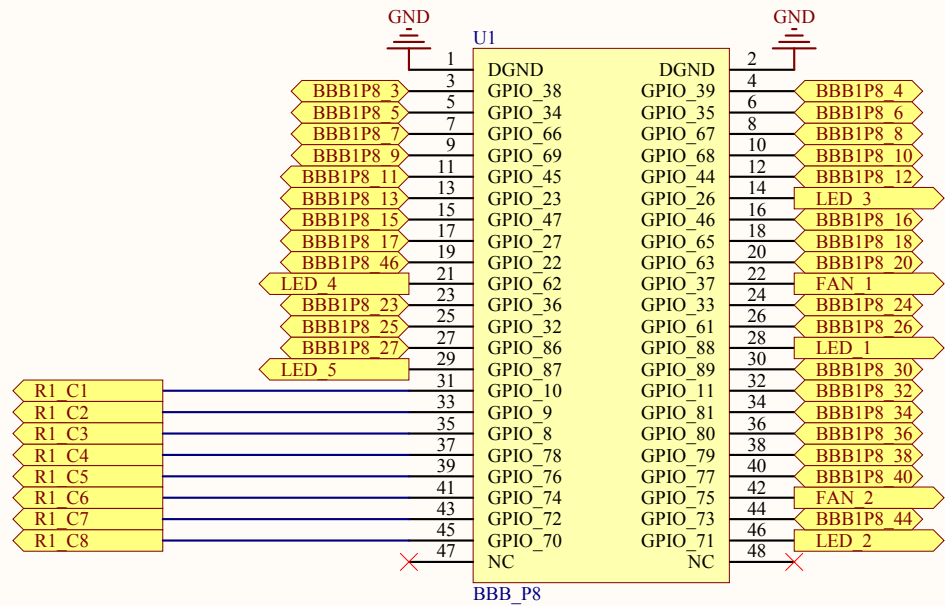 GND GND
U1
1 DGND DGND 2
BBB1P8_3 3 GPIO_38 GPIO_39 4 BBB1P8_4
BBB1P8_5 5 GPIO_34 GPIO_35 6 BBB1P8_6
BBB1P8_7 7 GPIO_66 GPIO_67 8 BBB1P8_8
BBB1P8_9 9 GPIO_69 GPIO_68 10 BBB1P8_10
BBB1P8_11 11 GPIO_45 GPIO_44 12 BBB1P8_12
BBB1P8_13 13 GPIO_23 GPIO_26 14 LED_3
BBB1P8_15 15 GPIO_47 GPIO_46 16 BBB1P8_16
BBB1P8_17 17 GPIO_27 GPIO_65 18 BBB1P8_18
BBB1P8_46 19 GPIO_22 GPIO_63 20 BBB1P8_20
LED_4 21 GPIO_62 GPIO_37 22 FAN_1
BBB1P8_23 23 GPIO_36 GPIO_33 24 BBB1P8_24
BBB1P8_25 25 GPIO_32 GPIO_61 26 BBB1P8_26
BBB1P8_27 27 GPIO_86 GPIO_88 28 LED_1
LED_5 29 GPIO_87 GPIO_89 30 BBB1P8_30
R1_C1 31 GPIO_10 GPIO_11 32 BBB1P8_32
R1_C2 33 GPIO_9 GPIO_81 34 BBB1P8_34
R1_C3 35 GPIO_8 GPIO_80 36 BBB1P8_36
R1_C4 37 GPIO_78 GPIO_79 38 BBB1P8_38
R1_C5 39 GPIO_76 GPIO_77 40 BBB1P8_40
R1_C6 41 GPIO_74 GPIO_75 42 FAN_2
R1_C7 43 GPIO_72 GPIO_73 44 BBB1P8_44
R1_C8 45 GPIO_70 GPIO_71 46 LED_2
47 NC NC 48
BBB_P8